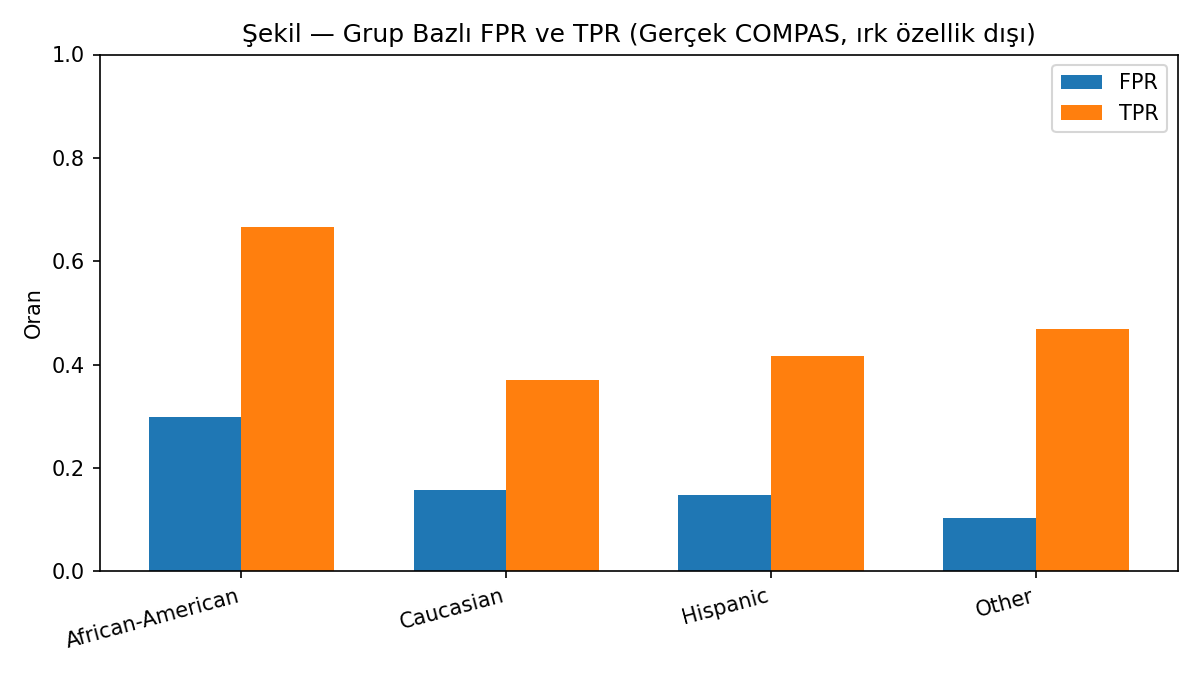 Şekil — Grup Bazlı FPR ve TPR (Gerçek COMPAS, ırk özellik dışı)
FPR
TPR
Oran
1.0
0.8
0.6
0.4
0.2
0.0
African-American
Caucasian
Hispanic
Other